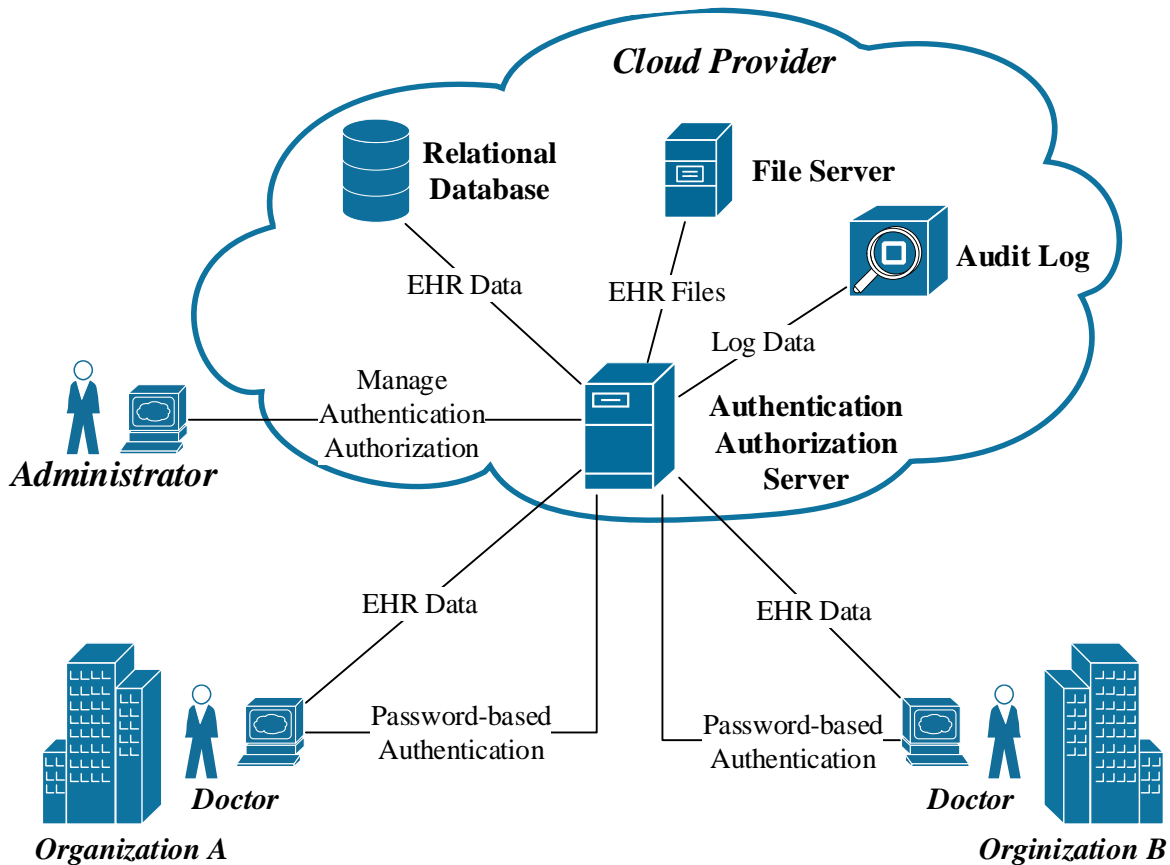 Cloud Provider
Relational
Database
File Server
Audit Log
EHR Data
EHR Files
Log Data
Manage
Authentication
Authorization
Authentication
Authorization
Server
Administrator
EHR Data
EHR Data
Password-based
Authentication
Password-based
Authentication
Doctor
Doctor
Organization A
Orginization B